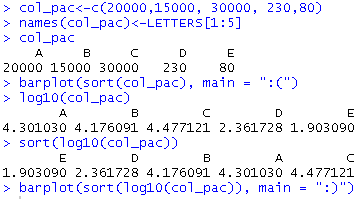 > col_pac<-c(20000,15000, 30000, 230,80)
> names(col_pac)<-LETTERS[1:5]
> col_pac
A B C D E
20000 15000 30000 230 80
> barplot(sort(col_pac), main = ":(")
> log10(col_pac)
A B C D E
4.301030 4.176091 4.477121 2.361728 1.903090
> sort(log10(col_pac))
E D B A C
1.903090 2.361728 4.176091 4.301030 4.477121
> barplot(sort(log10(col_pac)), main = ":)")